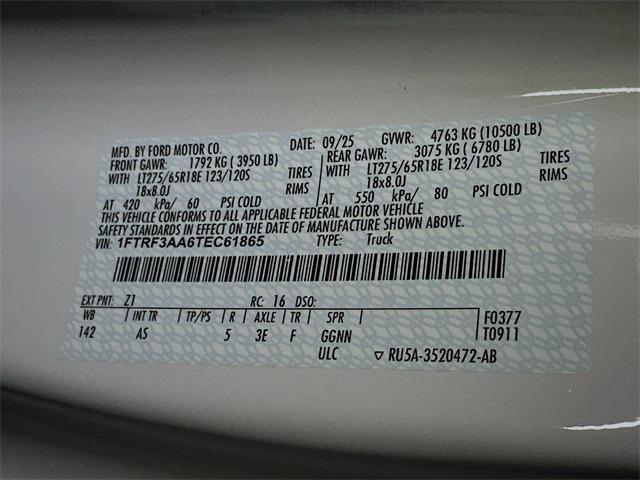 MFD. BY FORD MOTOR CO. DATE: 09/25 GVWR: 4763 KG (10500 LB)
FRONT GAWR: 1792 KG (3950 LB) REAR GAWR: 3075 KG (6780 LB)
WITH LT275/65R18E 123/120S TIRES WITH LT275/65R18E 123/120S TIRES
18x8.0J RIMS 18x8.0J RIMS
AT 420 kPa/ 60 PSI COLD AT 550 kPa/ 80 PSI COLD
THIS VEHICLE CONFORMS TO ALL APPLICABLE FEDERAL MOTOR VEHICLE
SAFETY STANDARDS IN EFFECT ON THE DATE OF MANUFACTURE SHOWN ABOVE.
VIN: 1FTRF3AA6TEC61865 TYPE: Truck
EXT PNT: Z1 RC: 16 DSO:
WB INT TR TP/PS R AXLE TR SPR F0377
142 AS 5 3E F GGNN T0911
ULC RU5A-3520472-AB